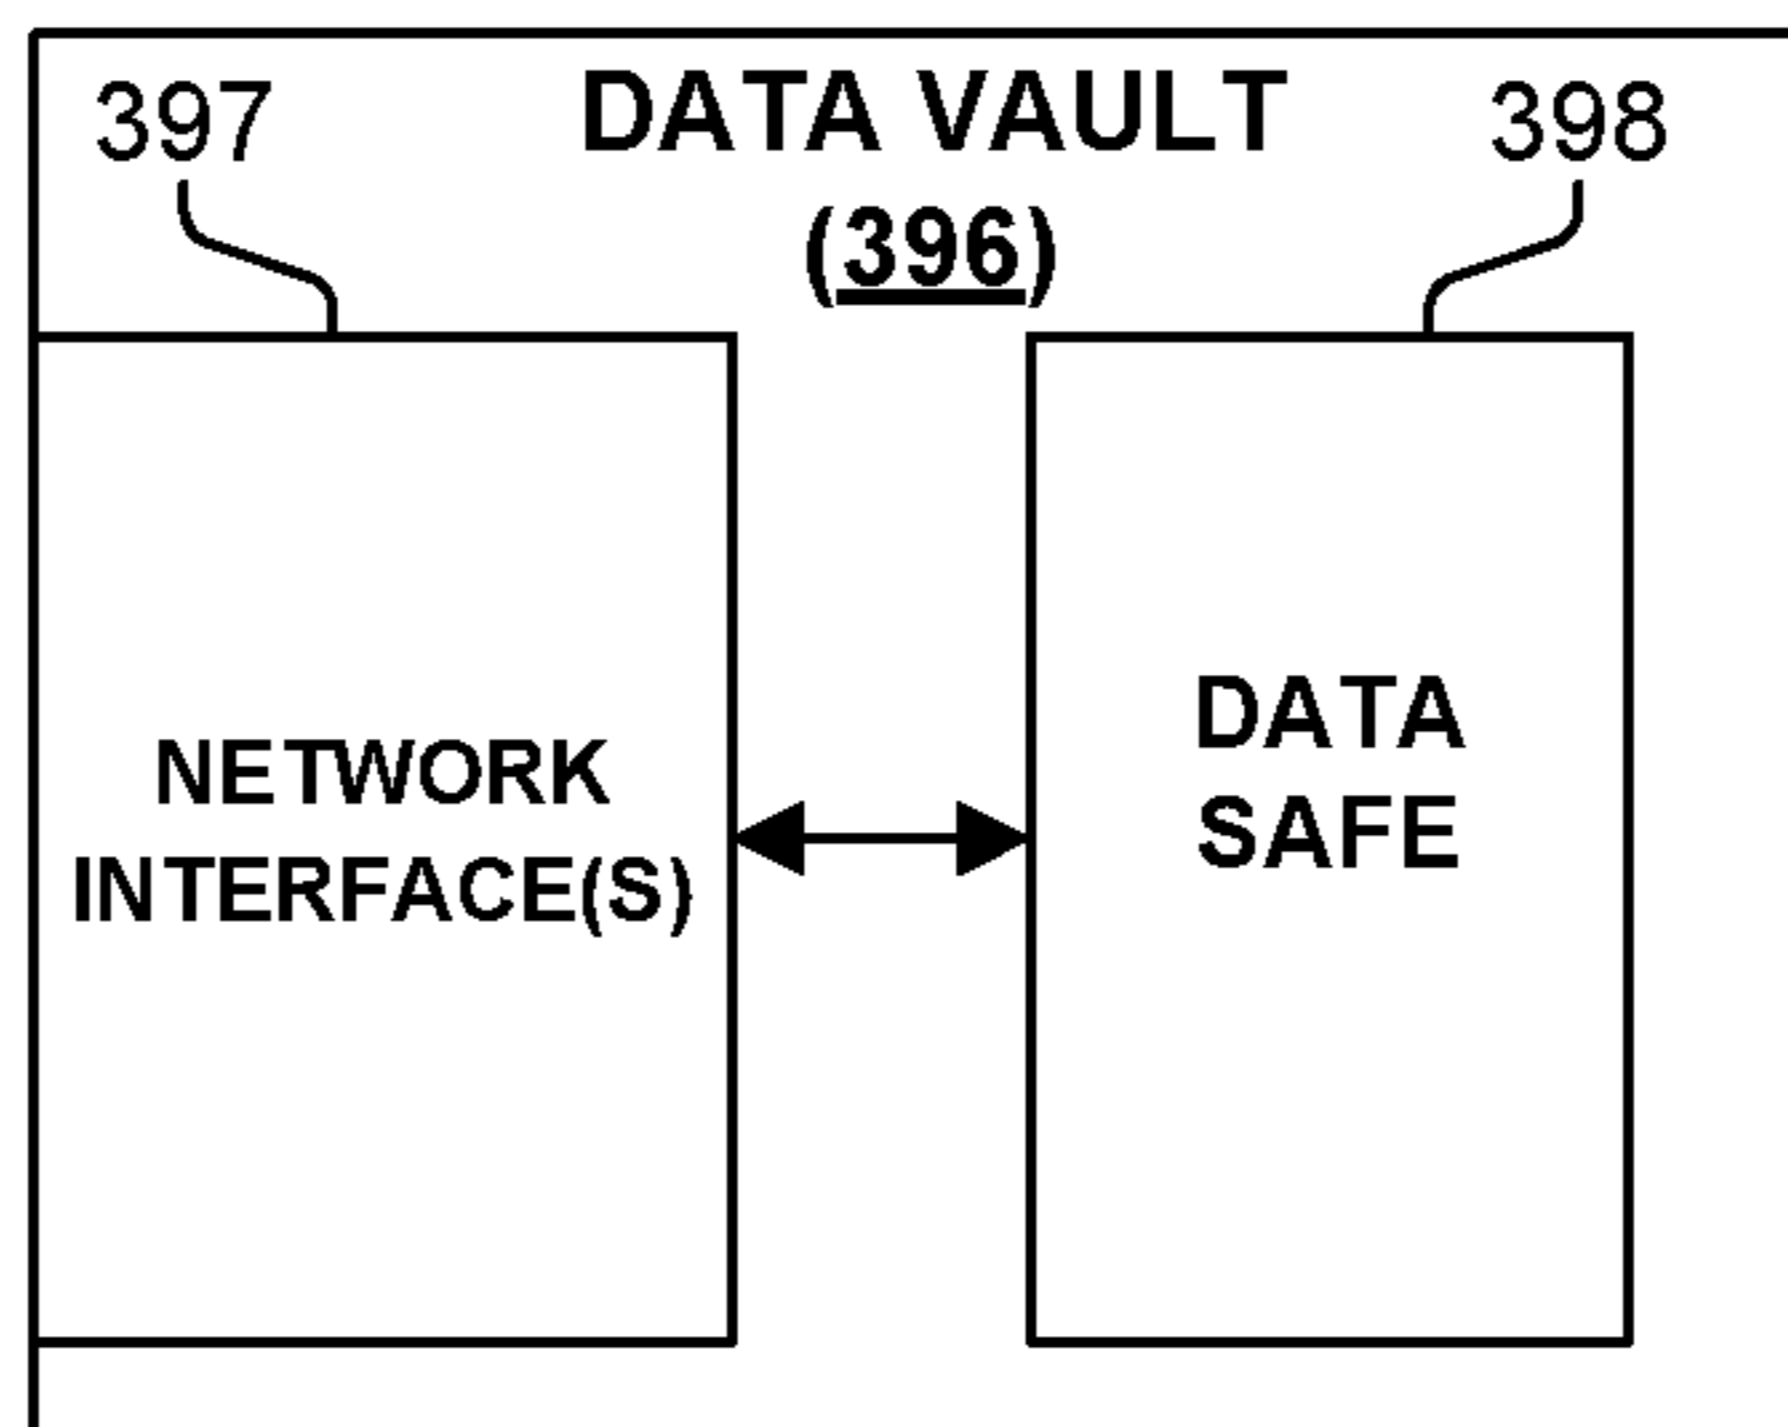 397
DATA VAULT
(396)
398
NETWORK
INTERFACE(S)
DATA
SAFE